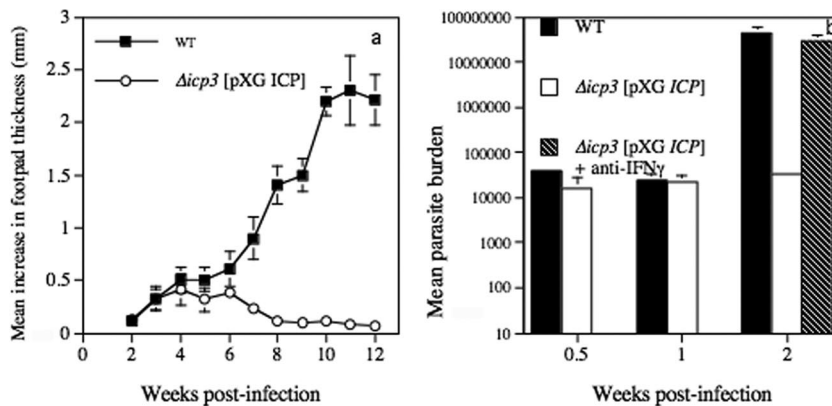 3
2.5
2
1.5
1
0.5
0
0 2 4 6 8 10 12
Mean increase in footpad thickness (mm)
Weeks post-infection
WT
Δicp3 [pXG ICP]
a
100000000
10000000
1000000
100000
10000
1000
100
10
0.5 1 2
Mean parasite burden
Weeks post-infection
WT
Δicp3 [pXG ICP]
Δicp3 [pXG ICP]
+ anti-IFNγ
b